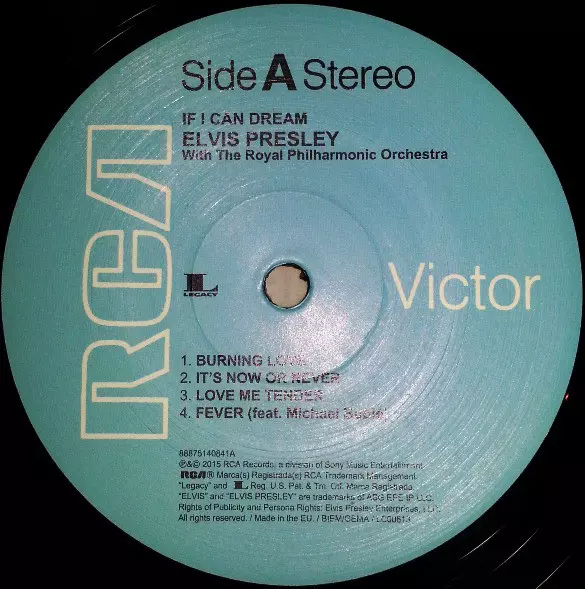 Side A Stereo
IF I CAN DREAM
ELVIS PRESLEY
With The Royal Philharmonic Orchestra
RCA
Victor
L
LEGACY
1. BURNING LOVE
2. IT'S NOW OR NEVER
3. LOVE ME TENDER
4. FEVER (feat. Michael Bublé)
88875140841A
℗&© 2015 RCA Records, a division of Sony Music Entertainment.
RCA® Marca(s) Registrada(s) RCA Trademark Management.
"Legacy" and L Reg. U.S. Pat. & Tm. Off. Marca Registrada.
"ELVIS" and "ELVIS PRESLEY" are trademarks of ABG EPE IP LLC.
Rights of Publicity and Persona Rights: Elvis Presley Enterprises, LLC.
All rights reserved. / Made in the EU. / BIEM/GEMA /